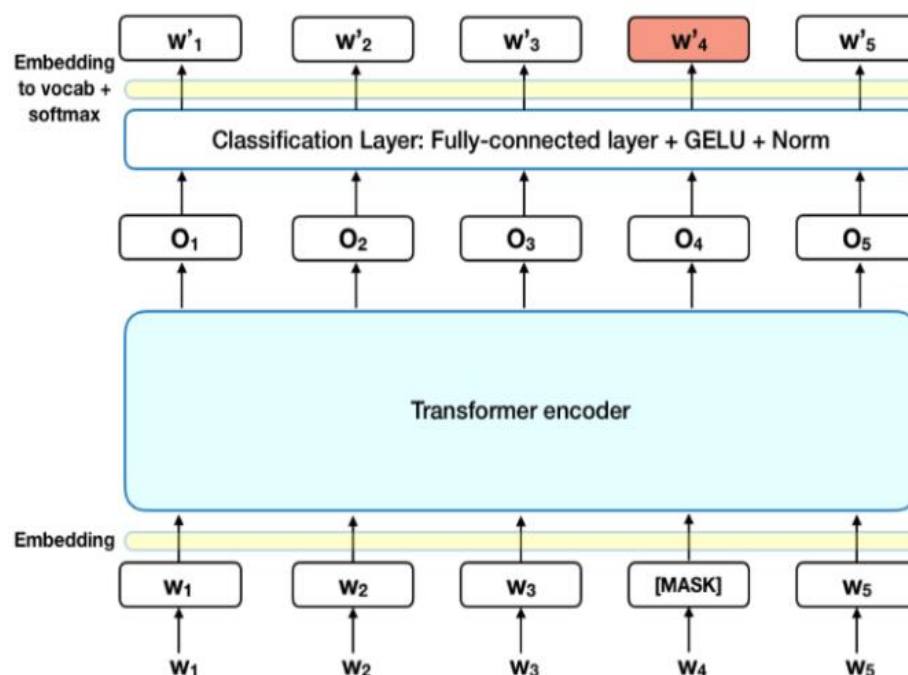 w'₁ w'₂ w'₃ w'₄ w'₅
Embedding
to vocab +
softmax
Classification Layer: Fully-connected layer + GELU + Norm
O₁ O₂ O₃ O₄ O₅
Transformer encoder
Embedding
W₁ W₂ W₃ [MASK] W₅
W₁ W₂ W₃ W₄ W₅